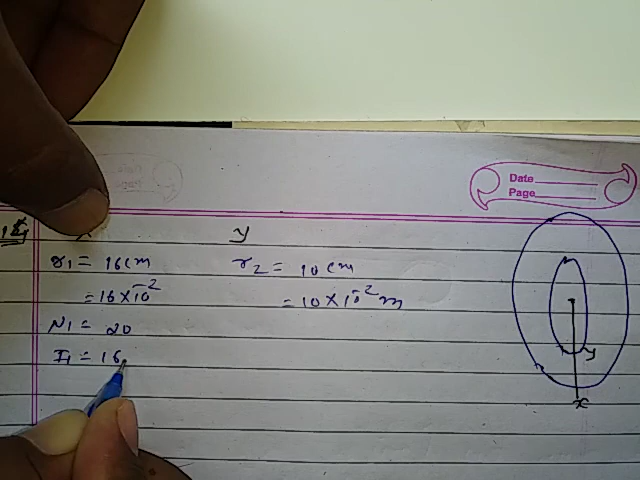 Date
Page
y
r1 = 16cm r2 = 10cm
= 16×10^-2 = 10×10^-2 m
N1 = 20
I1 = 16
y
x